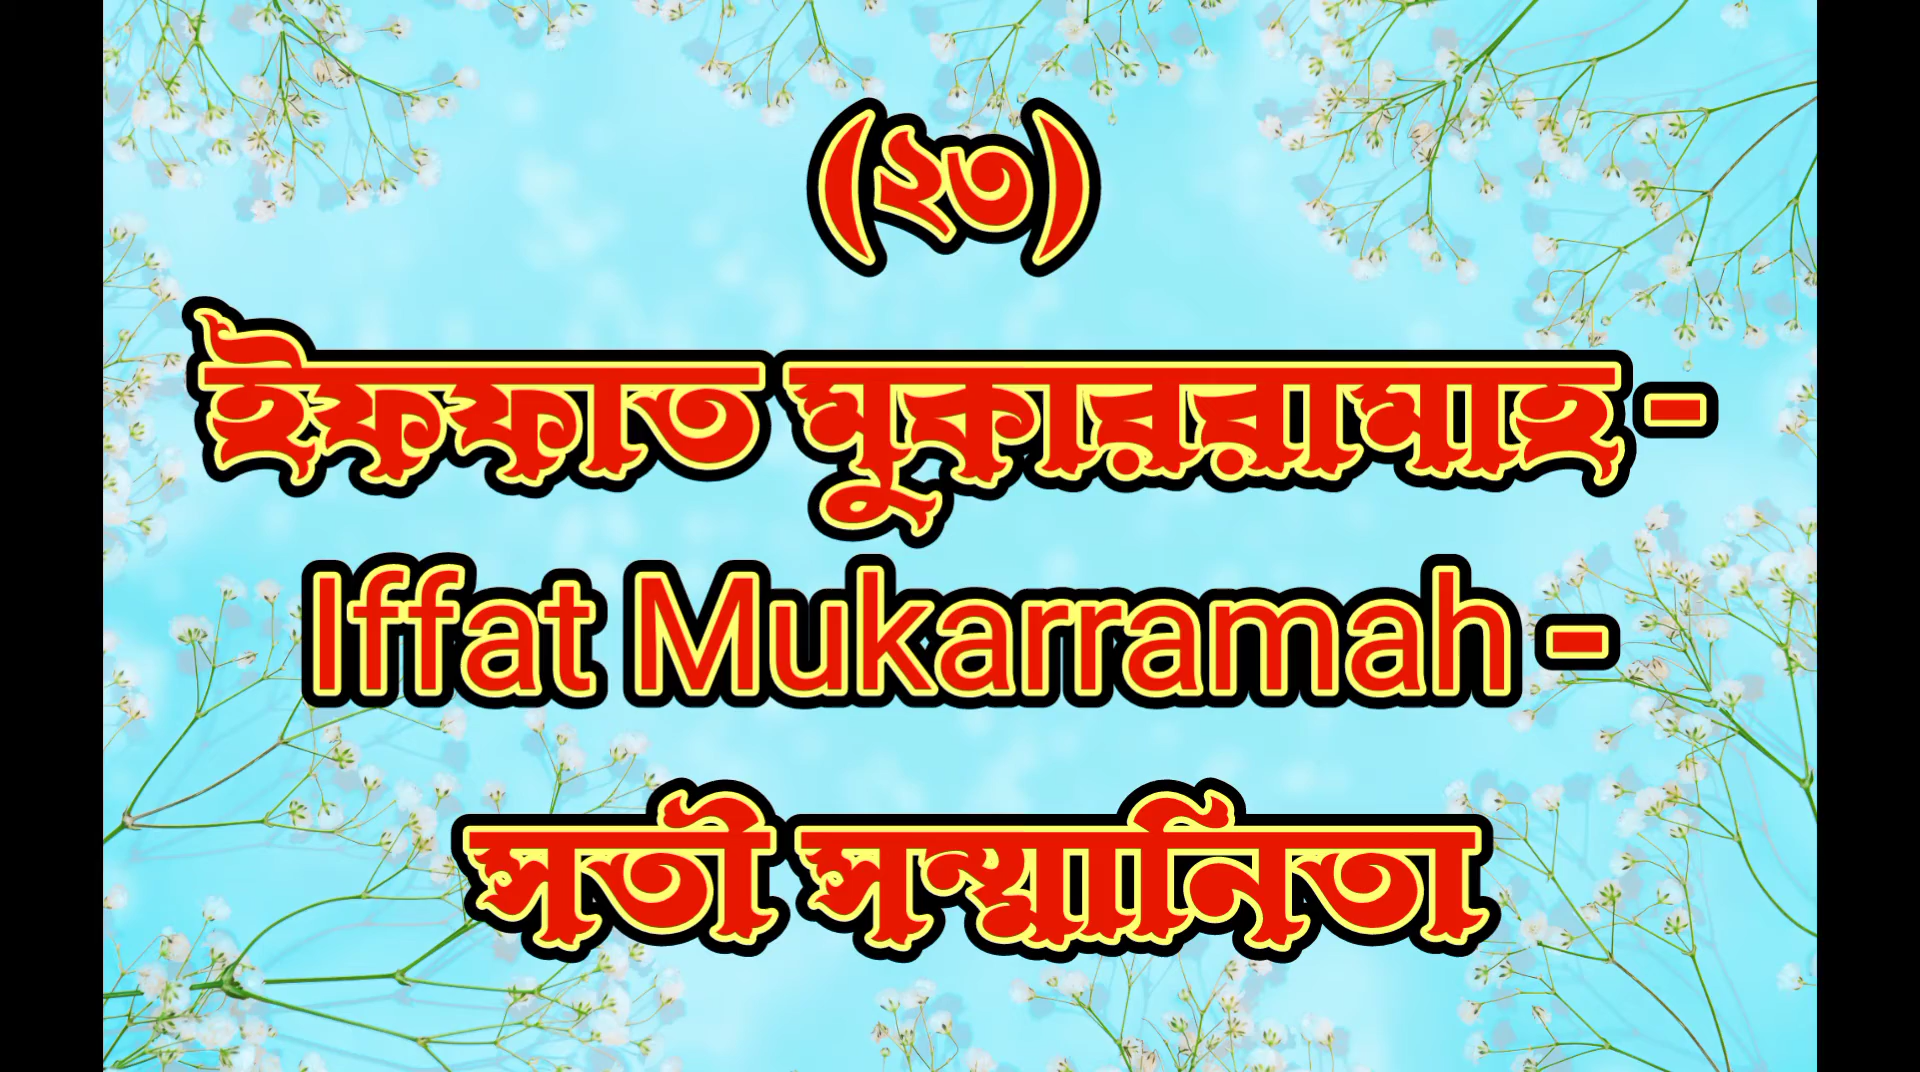 (২৩)
ইফফাত মুকাররামাহ -
Iffat Mukarramah -
সতী সম্মানিতা